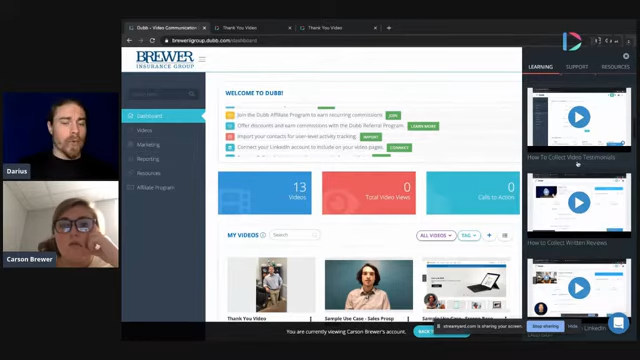 Dubb – Video Communication
Thank You Video
Thank You Video
brewerigroup.dubb.com/dashboard
BREWER
INSURANCE GROUP
Dashboard
Videos
Marketing
Reporting
Resources
Affiliate Program
WELCOME TO DUBB!
Join the Dubb Affiliate Program to earn recurring commissions. JOIN
Offer discounts and earn commissions with the Dubb Referral Program. LEARN MORE
Import your contacts for user-level activity tracking IMPORT
Connect your LinkedIn account to include on your video pages. CONNECT
13
Videos
0
Total Video Views
0
Calls to Action
MY VIDEOS
Search
ALL VIDEOS
TAG
Thank You Video
Sample Use Case - Sales Prosp
You are currently viewing Carson Brewer's account.
BACK
LEARNING
SUPPORT
RESOURCES
How To Collect Video Testimonials
How to Collect Written Reviews
LinkedIn
streamyard.com is sharing your screen.
Stop sharing
Hide
Darius
Carson Brewer